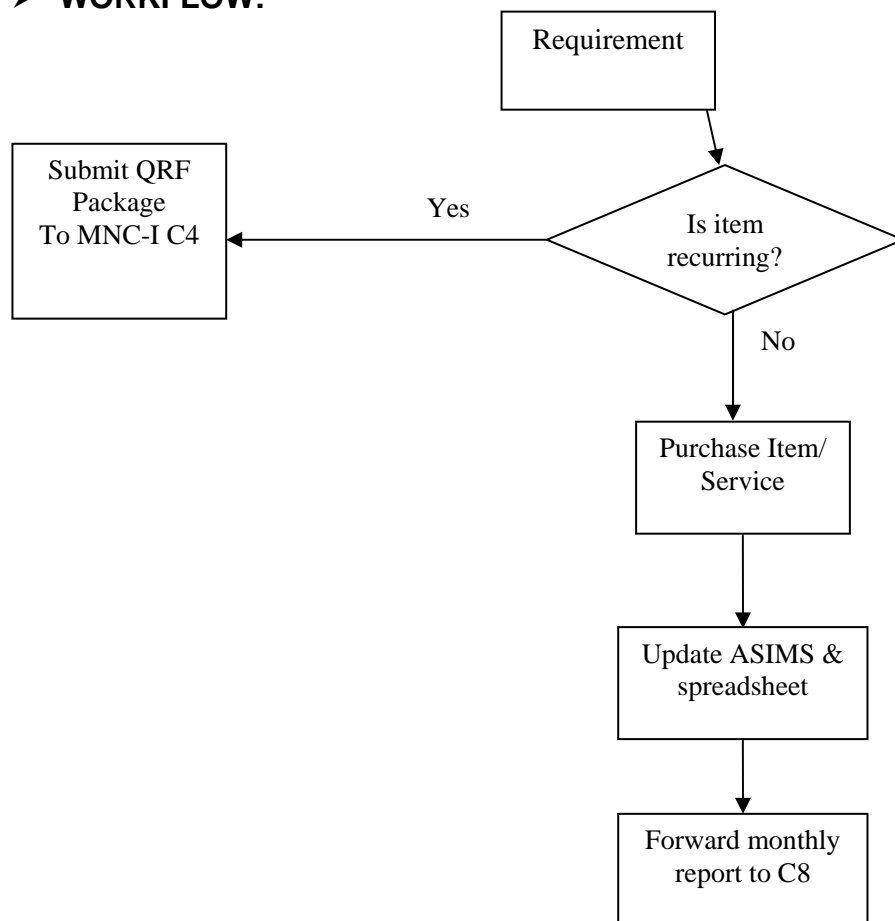 ➤ WORKFLOW:
Requirement
Submit QRF
Package
To MNC-I C4
Yes
Is item
recurring?
No
Purchase Item/
Service
Update ASIMS &
spreadsheet
Forward monthly
report to C8